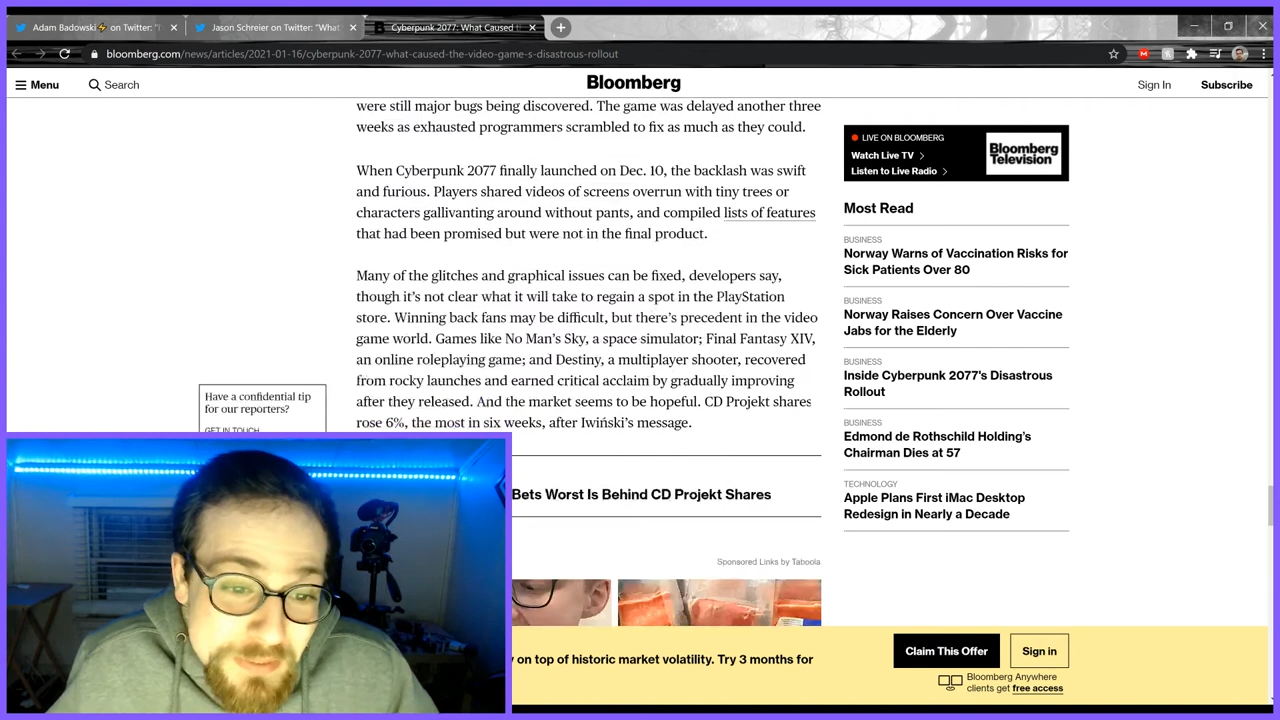 Adam Badowski⚡ on Twitter: "
Jason Schreier on Twitter: "What
Cyberpunk 2077: What Caused
bloomberg.com/news/articles/2021-01-16/cyberpunk-2077-what-caused-the-video-game-s-disastrous-rollout
Menu
Search
Bloomberg
Sign In
Subscribe
were still major bugs being discovered. The game was delayed another three
weeks as exhausted programmers scrambled to fix as much as they could.
When Cyberpunk 2077 finally launched on Dec. 10, the backlash was swift
and furious. Players shared videos of screens overrun with tiny trees or
characters gallivanting around without pants, and compiled lists of features
that had been promised but were not in the final product.
Many of the glitches and graphical issues can be fixed, developers say,
though it's not clear what it will take to regain a spot in the PlayStation
store. Winning back fans may be difficult, but there's precedent in the video
game world. Games like No Man's Sky, a space simulator; Final Fantasy XIV,
an online roleplaying game; and Destiny, a multiplayer shooter, recovered
from rocky launches and earned critical acclaim by gradually improving
after they released. And the market seems to be hopeful. CD Projekt shares
rose 6%, the most in six weeks, after Iwiński's message.
Have a confidential tip
for our reporters?
GET IN TOUCH
Bets Worst Is Behind CD Projekt Shares
Sponsored Links by Taboola
LIVE ON BLOOMBERG
Watch Live TV
Listen to Live Radio
Bloomberg
Television
Most Read
BUSINESS
Norway Warns of Vaccination Risks for
Sick Patients Over 80
BUSINESS
Norway Raises Concern Over Vaccine
Jabs for the Elderly
BUSINESS
Inside Cyberpunk 2077's Disastrous
Rollout
BUSINESS
Edmond de Rothschild Holding's
Chairman Dies at 57
TECHNOLOGY
Apple Plans First iMac Desktop
Redesign in Nearly a Decade
on top of historic market volatility. Try 3 months for
Claim This Offer
Sign in
Bloomberg Anywhere
clients get free access